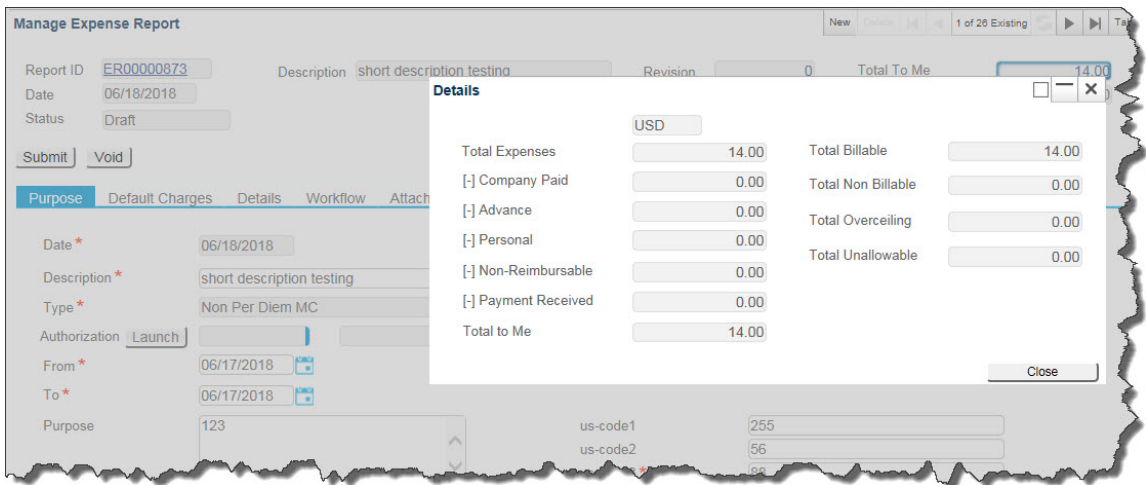 Manage Expense Report
New Delete 1 of 26 Existing
Report ID ER00000873 Description short description testing Revision 0 Total To Me 14.00
Date 06/18/2018
Status Draft
Submit Void
Purpose Default Charges Details Workflow Attach
Date * 06/18/2018
Description * short description testing
Type * Non Per Diem MC
Authorization Launch
From * 06/17/2018
To * 06/17/2018
Purpose 123
us-code1 255
us-code2 56
88
Details
USD
Total Expenses 14.00 Total Billable 14.00
[-] Company Paid 0.00 Total Non Billable 0.00
[-] Advance 0.00 Total Overceiling 0.00
[-] Personal 0.00 Total Unallowable 0.00
[-] Non-Reimbursable 0.00
[-] Payment Received 0.00
Total to Me 14.00
Close